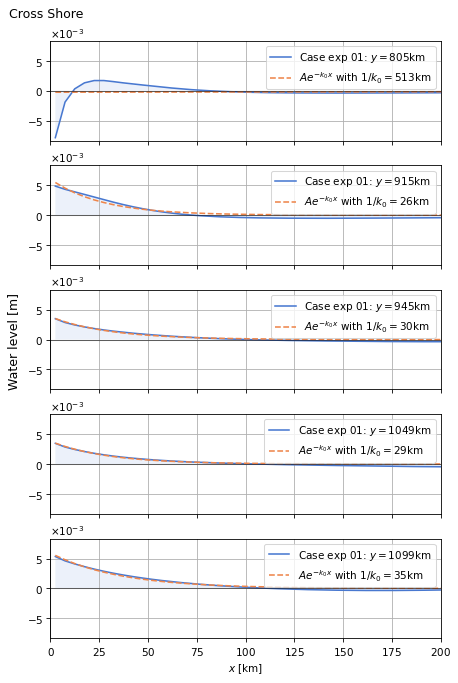 Cross Shore
×10⁻³
Case exp 01: y = 805km
Ae^{-k₀x} with 1/k₀ = 513km
5
0
−5
×10⁻³
Case exp 01: y = 915km
Ae^{-k₀x} with 1/k₀ = 26km
5
0
−5
Water level [m]
×10⁻³
Case exp 01: y = 945km
Ae^{-k₀x} with 1/k₀ = 30km
5
0
−5
×10⁻³
Case exp 01: y = 1049km
Ae^{-k₀x} with 1/k₀ = 29km
5
0
−5
×10⁻³
Case exp 01: y = 1099km
Ae^{-k₀x} with 1/k₀ = 35km
5
0
−5
0 25 50 75 100 125 150 175 200
x [km]